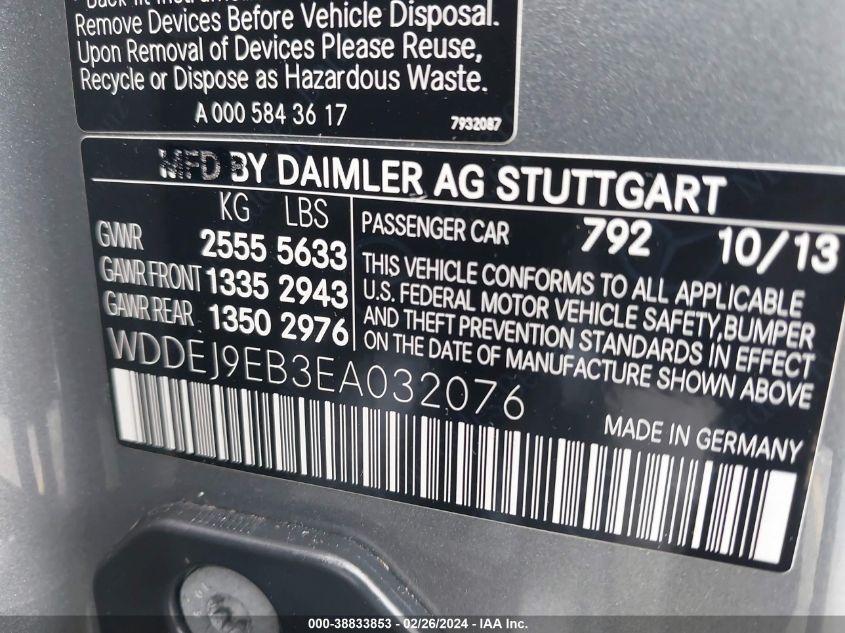 Remove Devices Before Vehicle Disposal.
Upon Removal of Devices Please Reuse,
Recycle or Dispose as Hazardous Waste.
A 000 584 36 17
7932087
MFD BY DAIMLER AG STUTTGART
KG LBS
GVWR 2555 5633
GAWR FRONT 1335 2943
GAWR REAR 1350 2976
PASSENGER CAR 792 10/13
THIS VEHICLE CONFORMS TO ALL APPLICABLE
U.S. FEDERAL MOTOR VEHICLE SAFETY,BUMPER
AND THEFT PREVENTION STANDARDS IN EFFECT
ON THE DATE OF MANUFACTURE SHOWN ABOVE
WDDEJ9EB3EA032076
MADE IN GERMANY
000-38833853 - 02/26/2024 - IAA Inc.